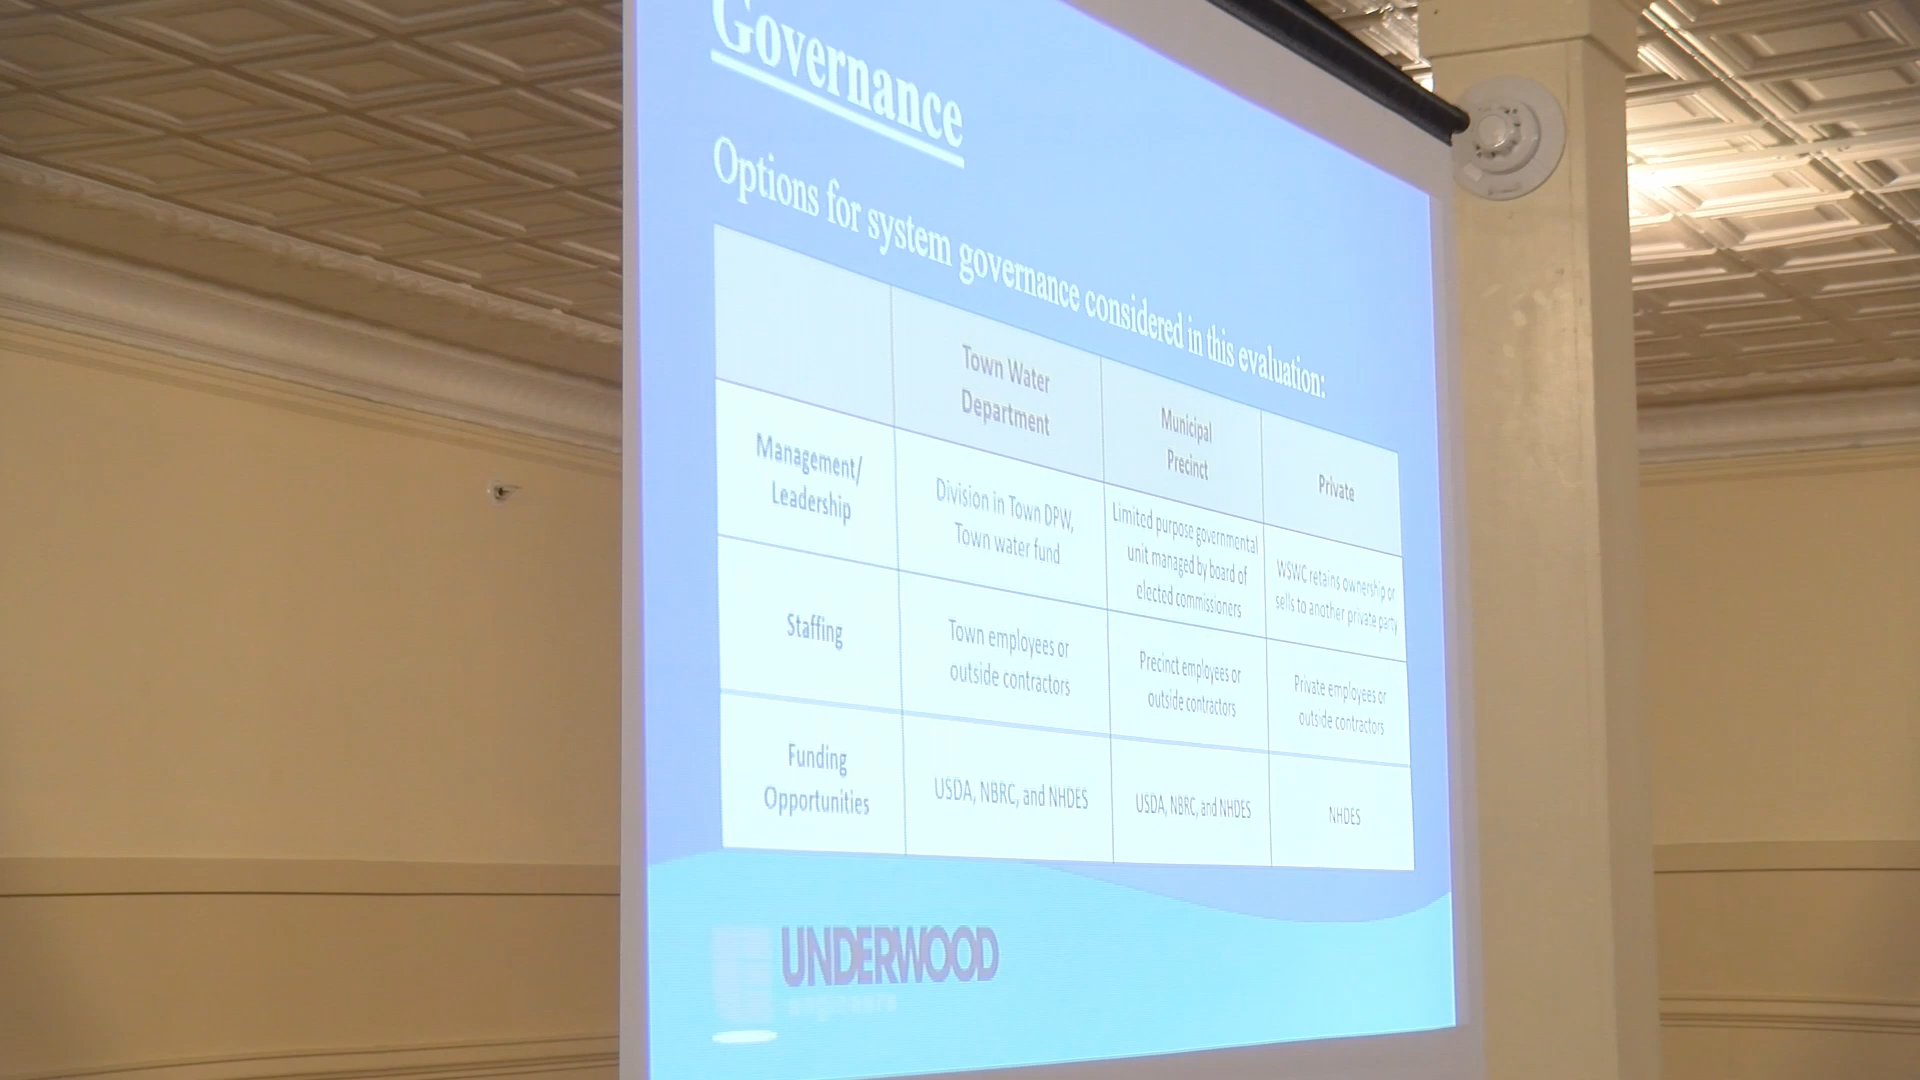 Governance
Options for system governance considered in this evaluation:
Town Water
Department
Municipal
Precinct
Private
Management/
Leadership
Division in Town DPW,
Town water fund
Limited purpose governmental
unit managed by board of
elected commissioners
WSWC retains ownership or
sells to another private party
Staffing
Town employees or
outside contractors
Precinct employees or
outside contractors
Private employees or
outside contractors
Funding
Opportunities
USDA, NBRC, and NHDES
USDA, NBRC, and NHDES
NHDES
UNDERWOOD
engineers